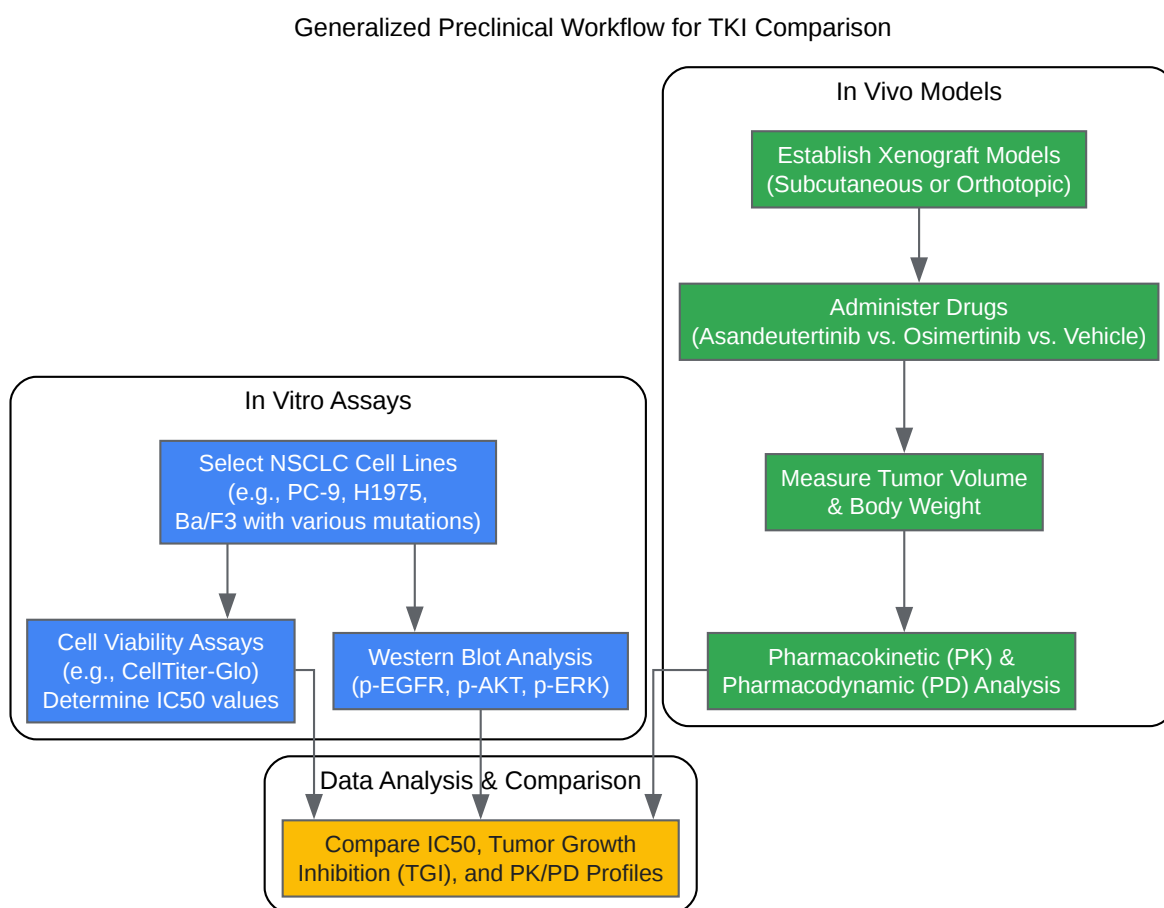 Generalized Preclinical Workflow for TKI Comparison
In Vivo Models
Establish Xenograft Models
(Subcutaneous or Orthotopic)
Administer Drugs
(Asandeutertinib vs. Osimertinib vs. Vehicle)
Measure Tumor Volume
& Body Weight
Pharmacokinetic (PK) &
Pharmacodynamic (PD) Analysis
In Vitro Assays
Select NSCLC Cell Lines
(e.g., PC-9, H1975,
Ba/F3 with various mutations)
Cell Viability Assays
(e.g., CellTiter-Glo)
Determine IC50 values
Western Blot Analysis
(p-EGFR, p-AKT, p-ERK)
Data Analysis & Comparison
Compare IC50, Tumor Growth
Inhibition (TGI), and PK/PD Profiles